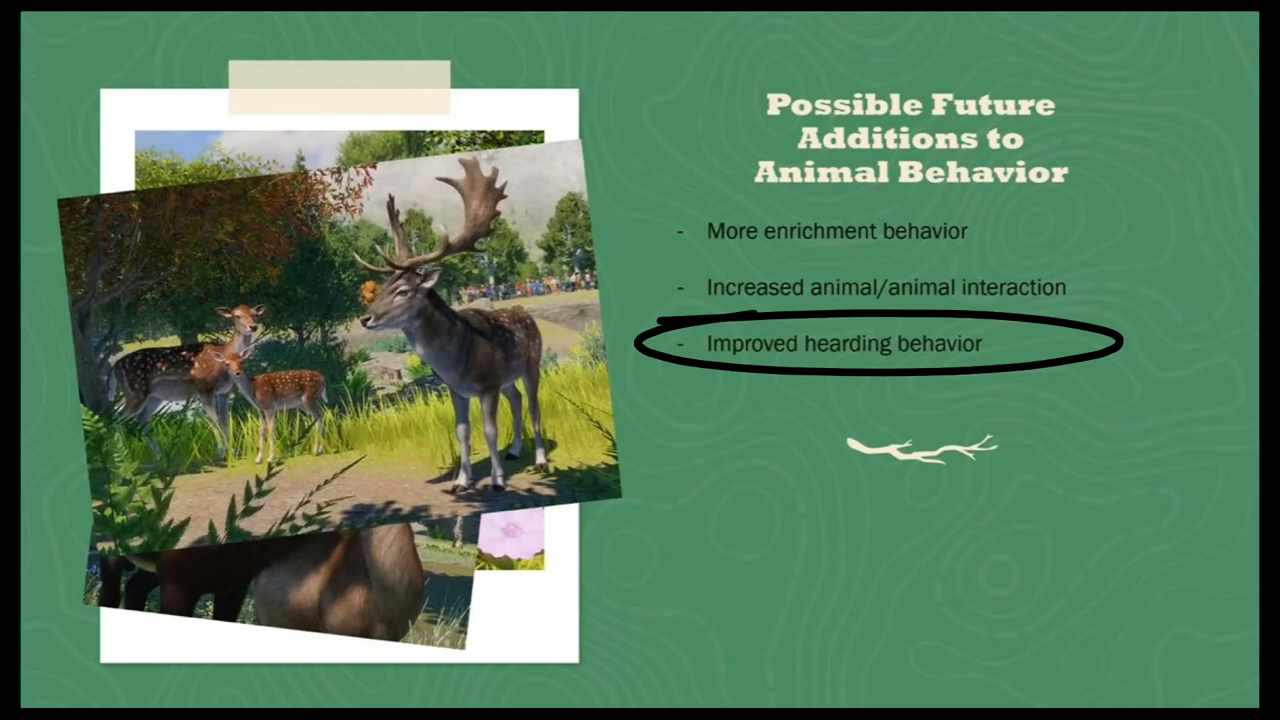 Possible Future
Additions to
Animal Behavior
- More enrichment behavior
- Increased animal/animal interaction
- Improved hearding behavior